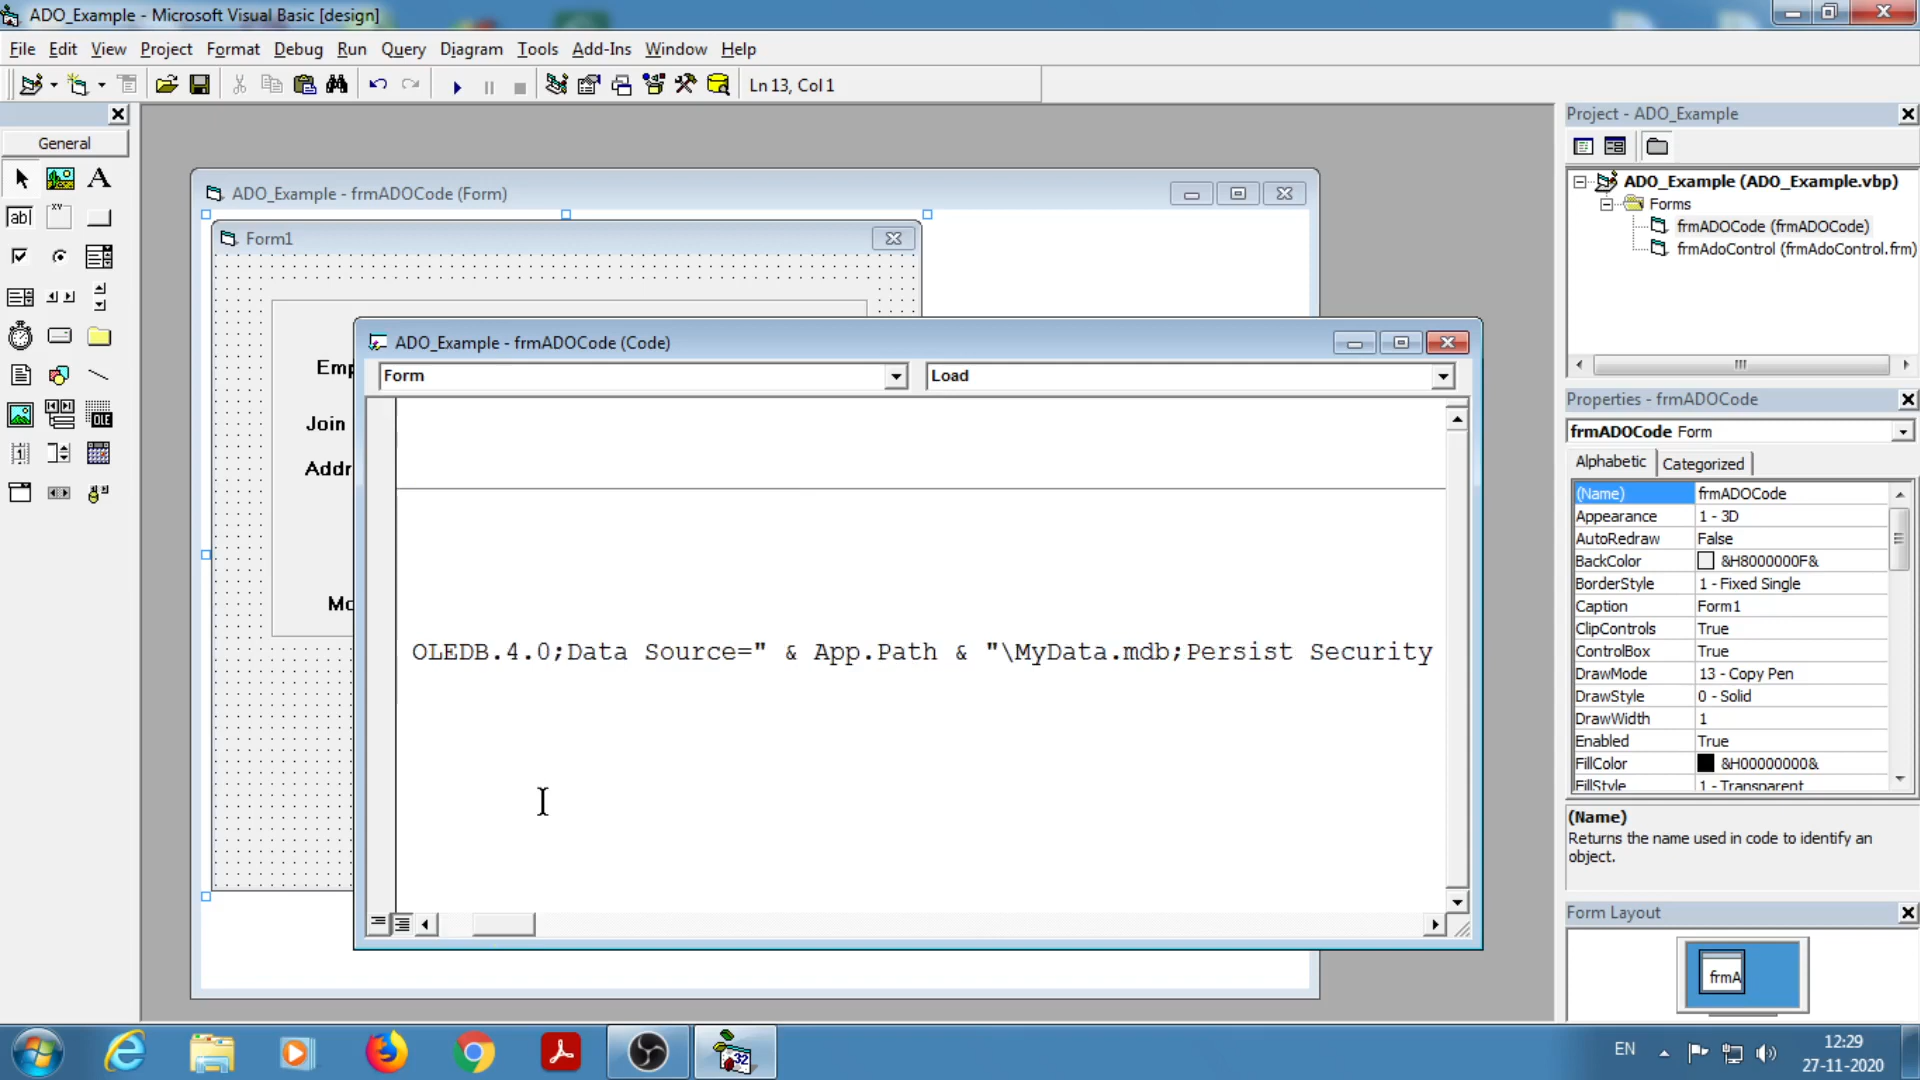 ADO_Example - Microsoft Visual Basic [design]
File Edit View Project Format Debug Run Query Diagram Tools Add-Ins Window Help
Ln 13, Col 1
General
A
ab|
XY
OLE
1
ADO_Example - frmADOCode (Form)
Form1
Emp
Join
Addr
Mo
ADO_Example - frmADOCode (Code)
Form Load
OLEDB.4.0;Data Source=" & App.Path & "\MyData.mdb;Persist Security
Project - ADO_Example
ADO_Example (ADO_Example.vbp)
Forms
frmADOCode (frmADOCode)
frmAdoControl (frmAdoControl.frm)
Properties - frmADOCode
frmADOCode Form
Alphabetic Categorized
(Name) frmADOCode
Appearance 1 - 3D
AutoRedraw False
BackColor &H8000000F&
BorderStyle 1 - Fixed Single
Caption Form1
ClipControls True
ControlBox True
DrawMode 13 - Copy Pen
DrawStyle 0 - Solid
DrawWidth 1
Enabled True
FillColor &H00000000&
FillStyle 1 - Transparent
(Name)
Returns the name used in code to identify an
object.
Form Layout
frmA
32
EN
12:29
27-11-2020